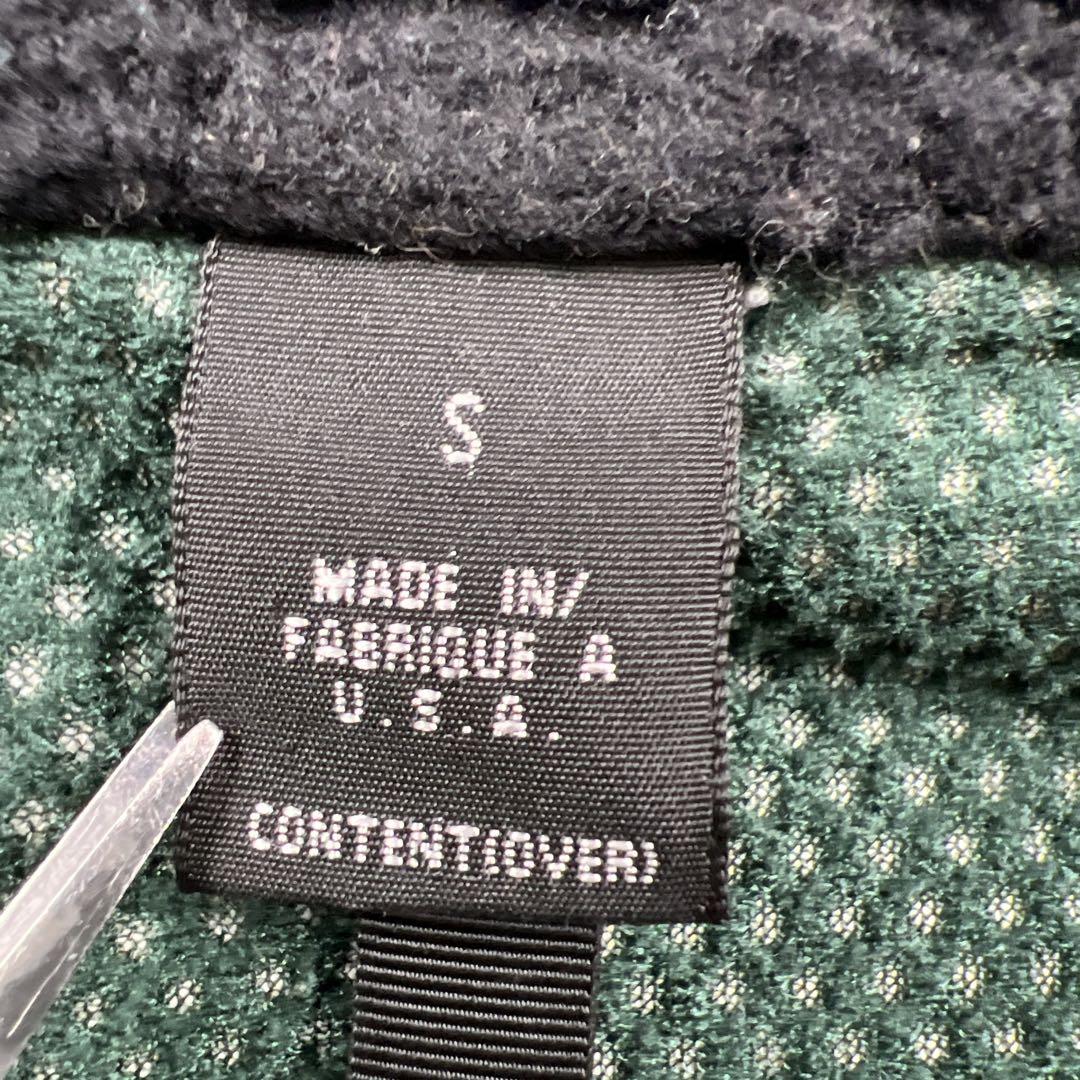 S
MADE IN/
FABRIQUE A
U.S.A.
CONTENT(OVER)